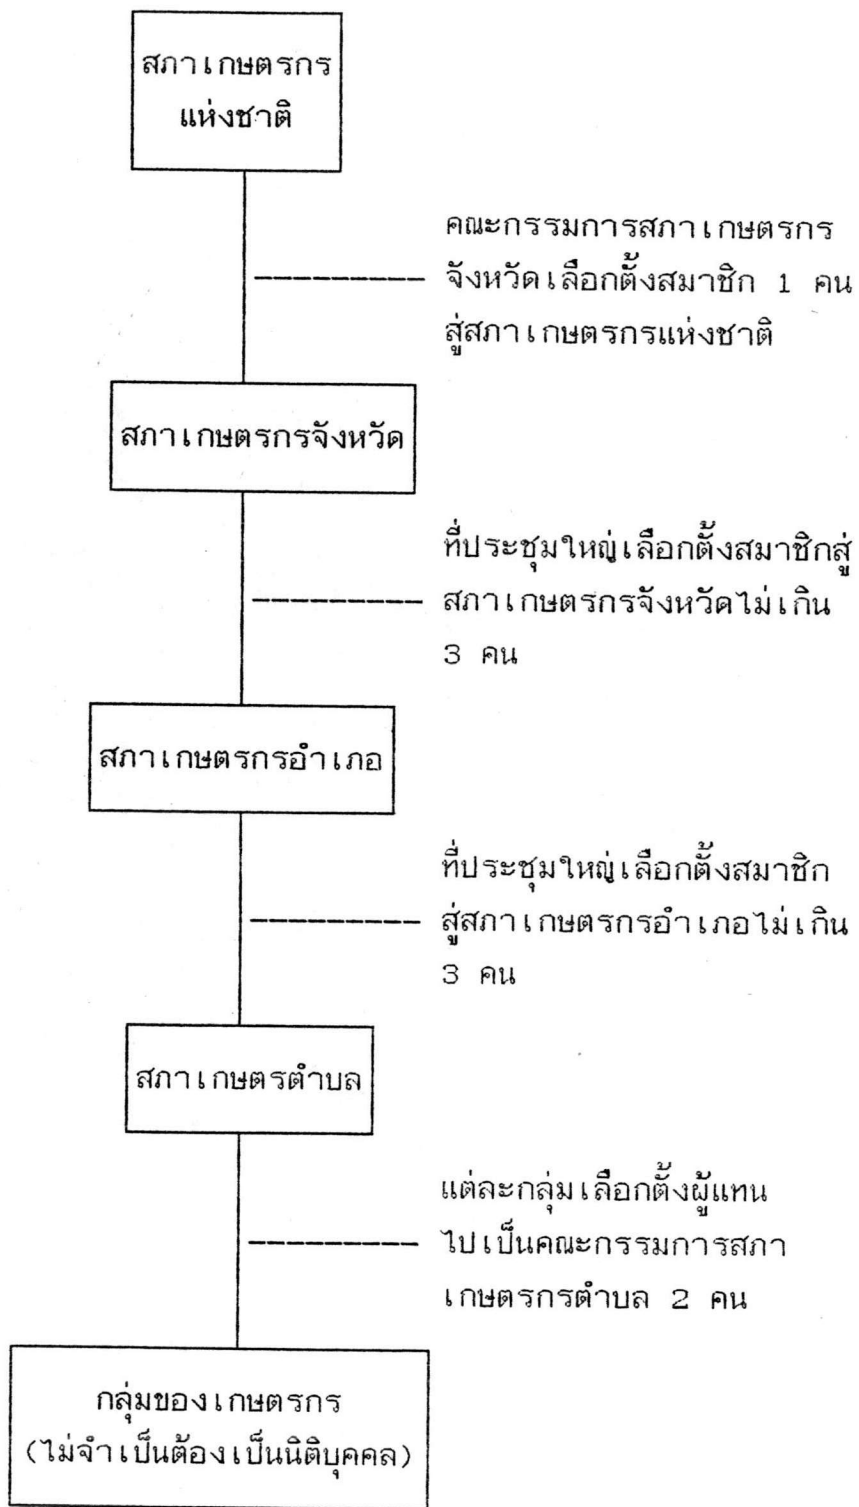 สภาเกษตรกร
แห่งชาติ
คณะกรรมการสภาเกษตรกร
จังหวัดเลือกตั้งสมาชิก 1 คน
สู่สภาเกษตรกรแห่งชาติ
สภาเกษตรกรจังหวัด
ที่ประชุมใหญ่เลือกตั้งสมาชิกสู่
สภาเกษตรกรจังหวัดไม่เกิน
3 คน
สภาเกษตรกรอำเภอ
ที่ประชุมใหญ่เลือกตั้งสมาชิก
สู่สภาเกษตรกรอำเภอไม่เกิน
3 คน
สภาเกษตรตำบล
แต่ละกลุ่มเลือกตั้งผู้แทน
ไปเป็นคณะกรรมการสภา
เกษตรกรตำบล 2 คน
กลุ่มของเกษตรกร
(ไม่จำเป็นต้องเป็นนิติบุคคล)